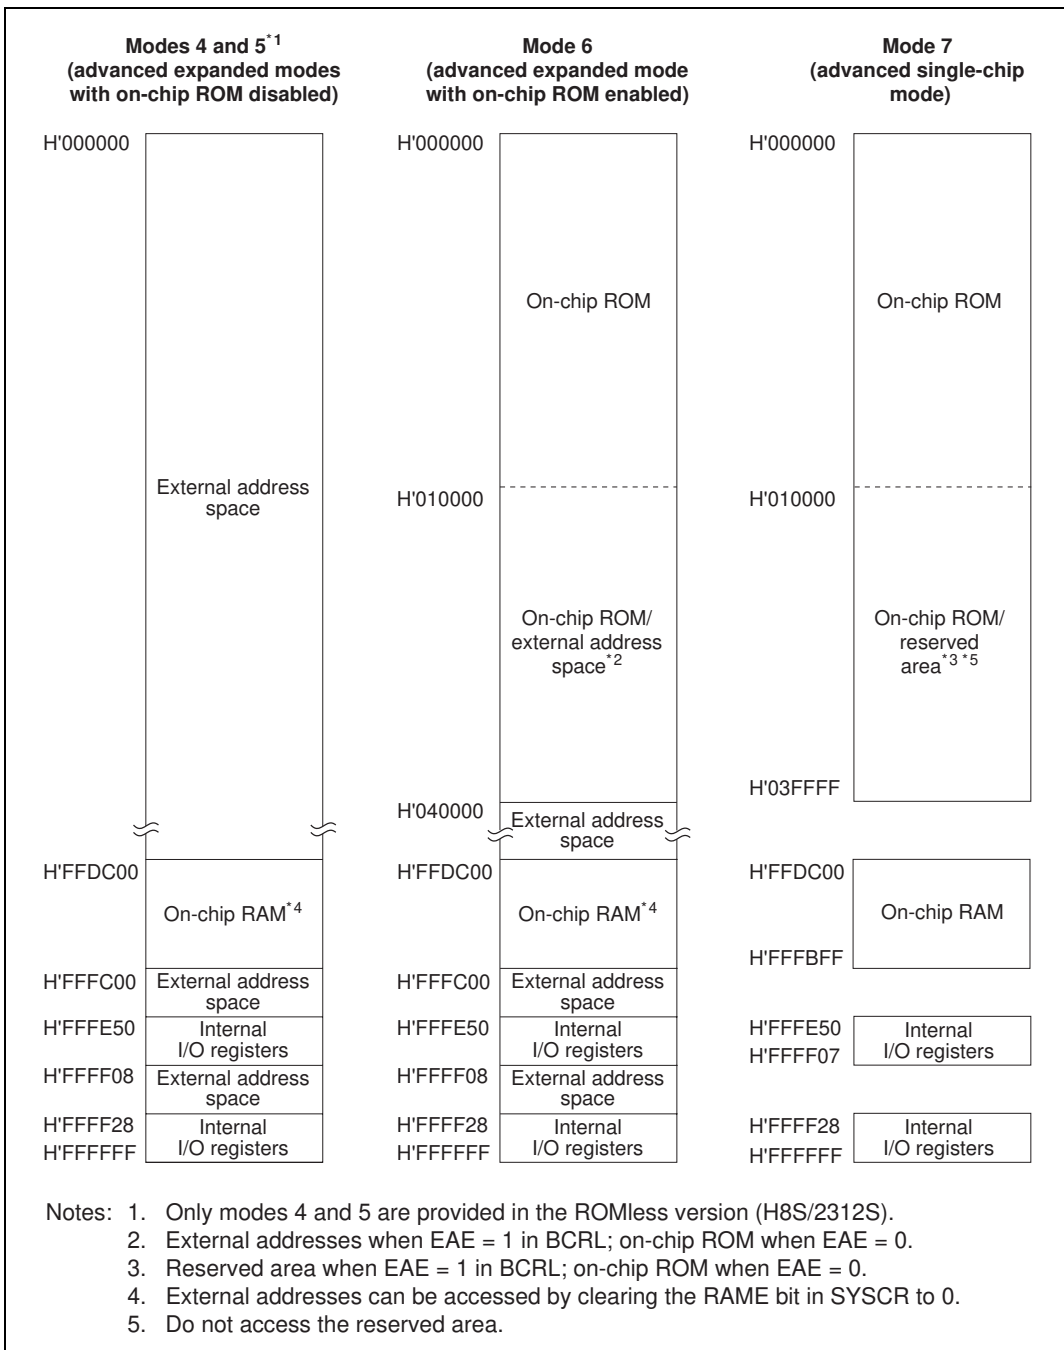 Modes 4 and 5*1
(advanced expanded modes
with on-chip ROM disabled)
H'000000
External address
space
H'FFDC00
On-chip RAM*4
H'FFFC00
External address
space
H'FFFE50
Internal
I/O registers
H'FFFF08
External address
space
H'FFFF28
Internal
I/O registers
H'FFFFFF
Mode 6
(advanced expanded mode
with on-chip ROM enabled)
H'000000
On-chip ROM
H'010000
On-chip ROM/
external address
space*2
H'040000
External address
space
H'FFDC00
On-chip RAM*4
H'FFFC00
External address
space
H'FFFE50
Internal
I/O registers
H'FFFF08
External address
space
H'FFFF28
Internal
I/O registers
H'FFFFFF
Mode 7
(advanced single-chip
mode)
H'000000
On-chip ROM
H'010000
On-chip ROM/
reserved
area*3 *5
H'03FFFF
H'FFDC00
On-chip RAM
H'FFFBFF
H'FFFE50
Internal
I/O registers
H'FFFF07
H'FFFF28
Internal
I/O registers
H'FFFFFF
Notes: 1. Only modes 4 and 5 are provided in the ROMless version (H8S/2312S).
2. External addresses when EAE = 1 in BCRL; on-chip ROM when EAE = 0.
3. Reserved area when EAE = 1 in BCRL; on-chip ROM when EAE = 0.
4. External addresses can be accessed by clearing the RAME bit in SYSCR to 0.
5. Do not access the reserved area.